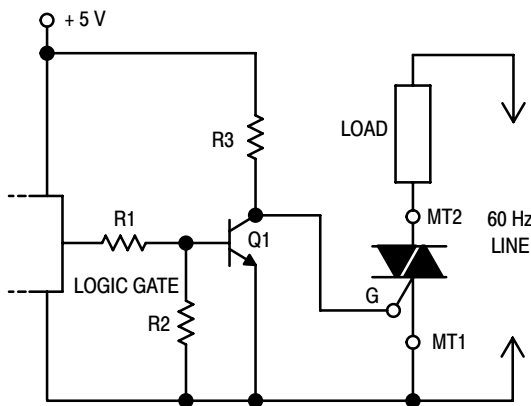 + 5 V
R3
LOAD
R1
MT2
60 Hz
LINE
Q1
LOGIC GATE
G
R2
MT1